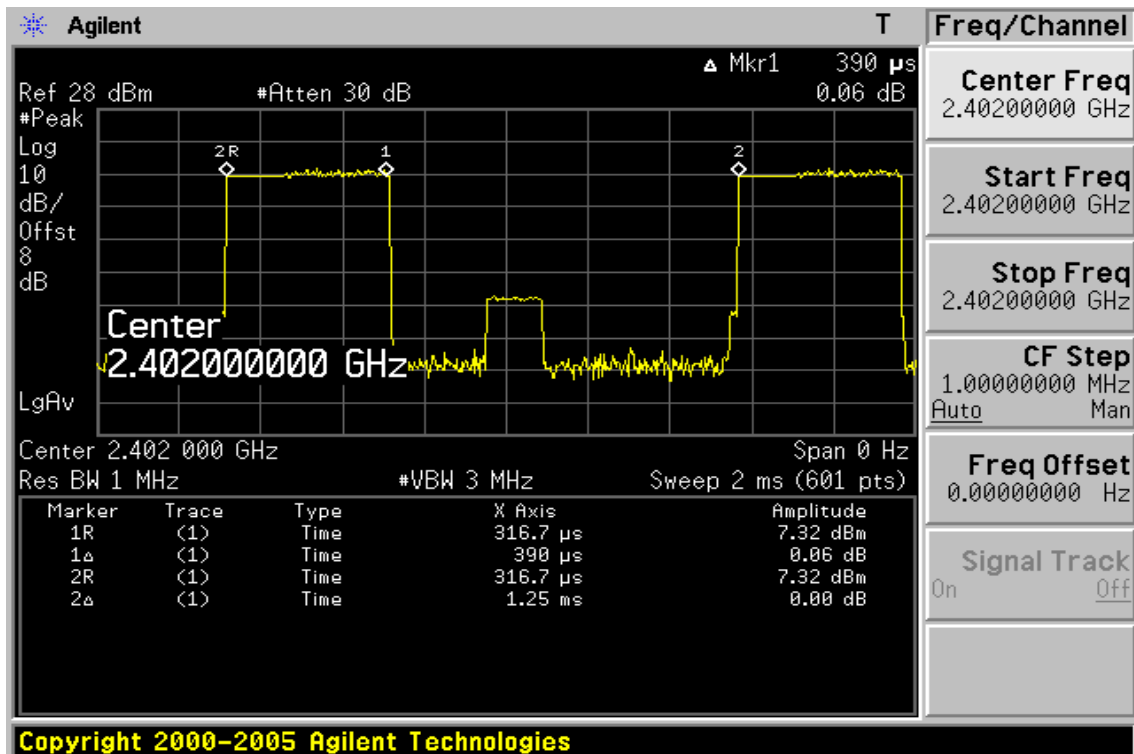 Agilent T
Δ Mkr1 390 µs
Ref 28 dBm #Atten 30 dB 0.06 dB
#Peak
Log
10
dB/
Offst
8
dB
LgAv
2R 1 2
Center
2.402000000 GHz
Center 2.402 000 GHz Span 0 Hz
Res BW 1 MHz #VBW 3 MHz Sweep 2 ms (601 pts)
Marker Trace Type X Axis Amplitude
1R (1) Time 316.7 µs 7.32 dBm
1Δ (1) Time 390 µs 0.06 dB
2R (1) Time 316.7 µs 7.32 dBm
2Δ (1) Time 1.25 ms 0.00 dB
Freq/Channel
Center Freq
2.40200000 GHz
Start Freq
2.40200000 GHz
Stop Freq
2.40200000 GHz
CF Step
1.00000000 MHz
Auto Man
Freq Offset
0.00000000 Hz
Signal Track
On Off
Copyright 2000-2005 Agilent Technologies